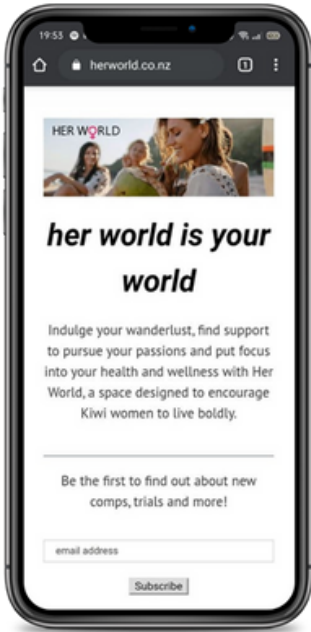 19:53
herworld.co.nz
1
HER WORLD
her world is your
world
Indulge your wanderlust, find support
to pursue your passions and put focus
into your health and wellness with Her
World, a space designed to encourage
Kiwi women to live boldly.
Be the first to find out about new
comps, trials and more!
email address
Subscribe